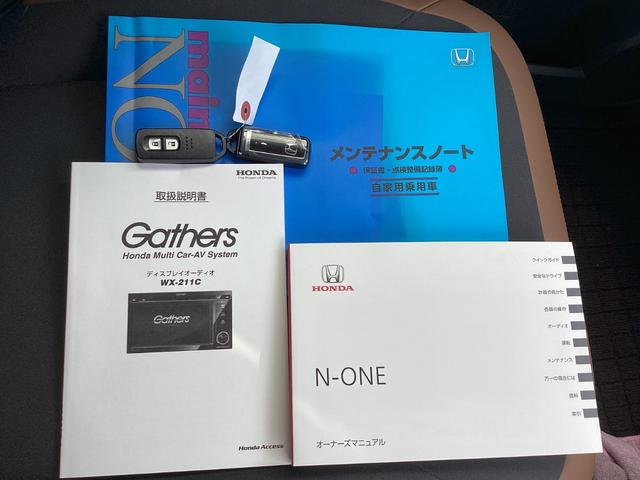 main
NO
メンテナンスノート
保証書・点検整備記録簿
自家用乗用車
HONDA
The Power of Dreams
取扱説明書
Gathers
Honda Multi Car-AV System
ディスプレイオーディオ
WX-211C
Gathers
Honda Access
HONDA
N-ONE
オーナーズマニュアル
クイックガイド
安全なドライブ
計器の見かた
各部の操作
オーディオ
運転
メンテナンス
万一の場合には
資料
索引